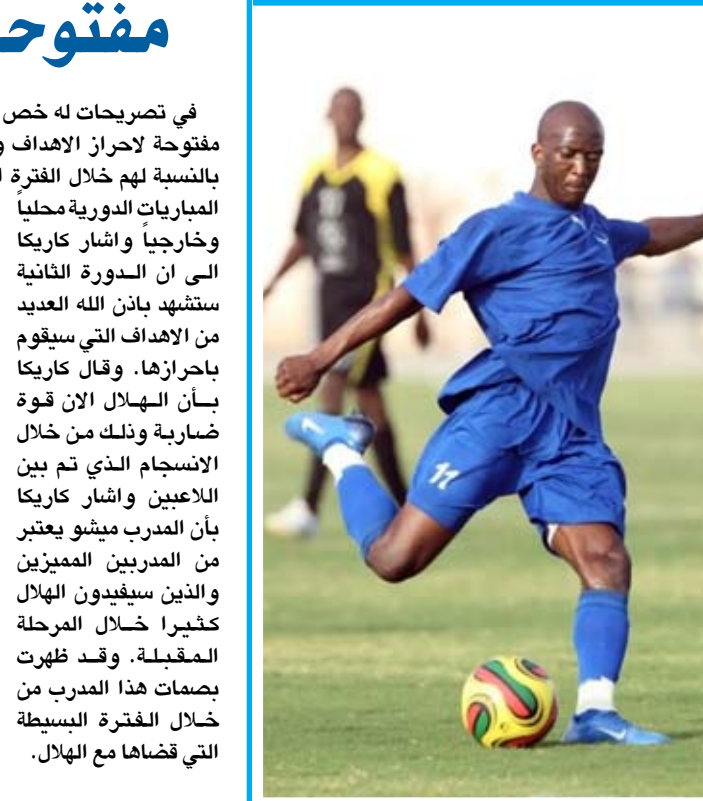 مفتوحـ
في تصريحات له خص
مفتوحة لاحراز الاهداف و
بالنسبة لهم خلال الفترة ا
المباريات الدورية محلياً
وخارجياً واشار كاريكا
الى ان الدورة الثانية
ستشهد باذن الله العديد
من الاهداف التي سيقوم
باحرازها. وقال كاريكا
بأن الهلال الان قوة
ضاربة وذلك من خلال
الانسجام الذي تم بين
اللاعبين واشار كاريكا
بأن المدرب ميشو يعتبر
من المدربين المميزين
والذين سيفيدون الهلال
كثيرا خلال المرحلة
المقبلة. وقد ظهرت
بصمات هذا المدرب من
خلال الفترة البسيطة
التي قضاها مع الهلال.
11